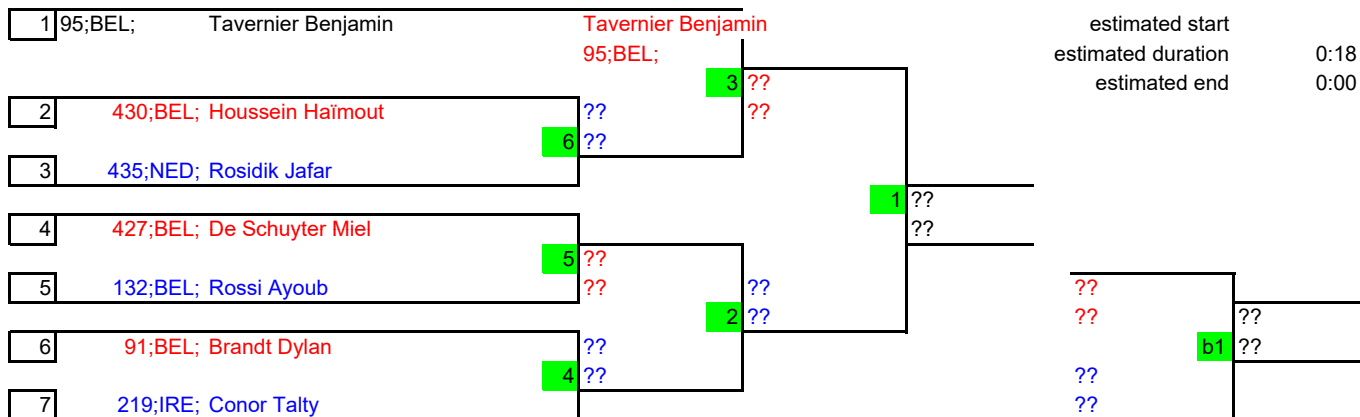 1 95;BEL; Tavernier Benjamin Tavernier Benjamin estimated start
95;BEL; estimated duration 0:18
3 ?? estimated end 0:00
2 430;BEL; Houssein Haïmout ?? ??
6 ??
3 435;NED; Rosidik Jafar
1 ??
4 427;BEL; De Schuyter Miel ??
5 ??
5 132;BEL; Rossi Ayoub ?? ?? ??
2 ?? ?? ??
6 91;BEL; Brandt Dylan ?? b1 ??
4 ?? ??
7 219;IRE; Conor Talty ??